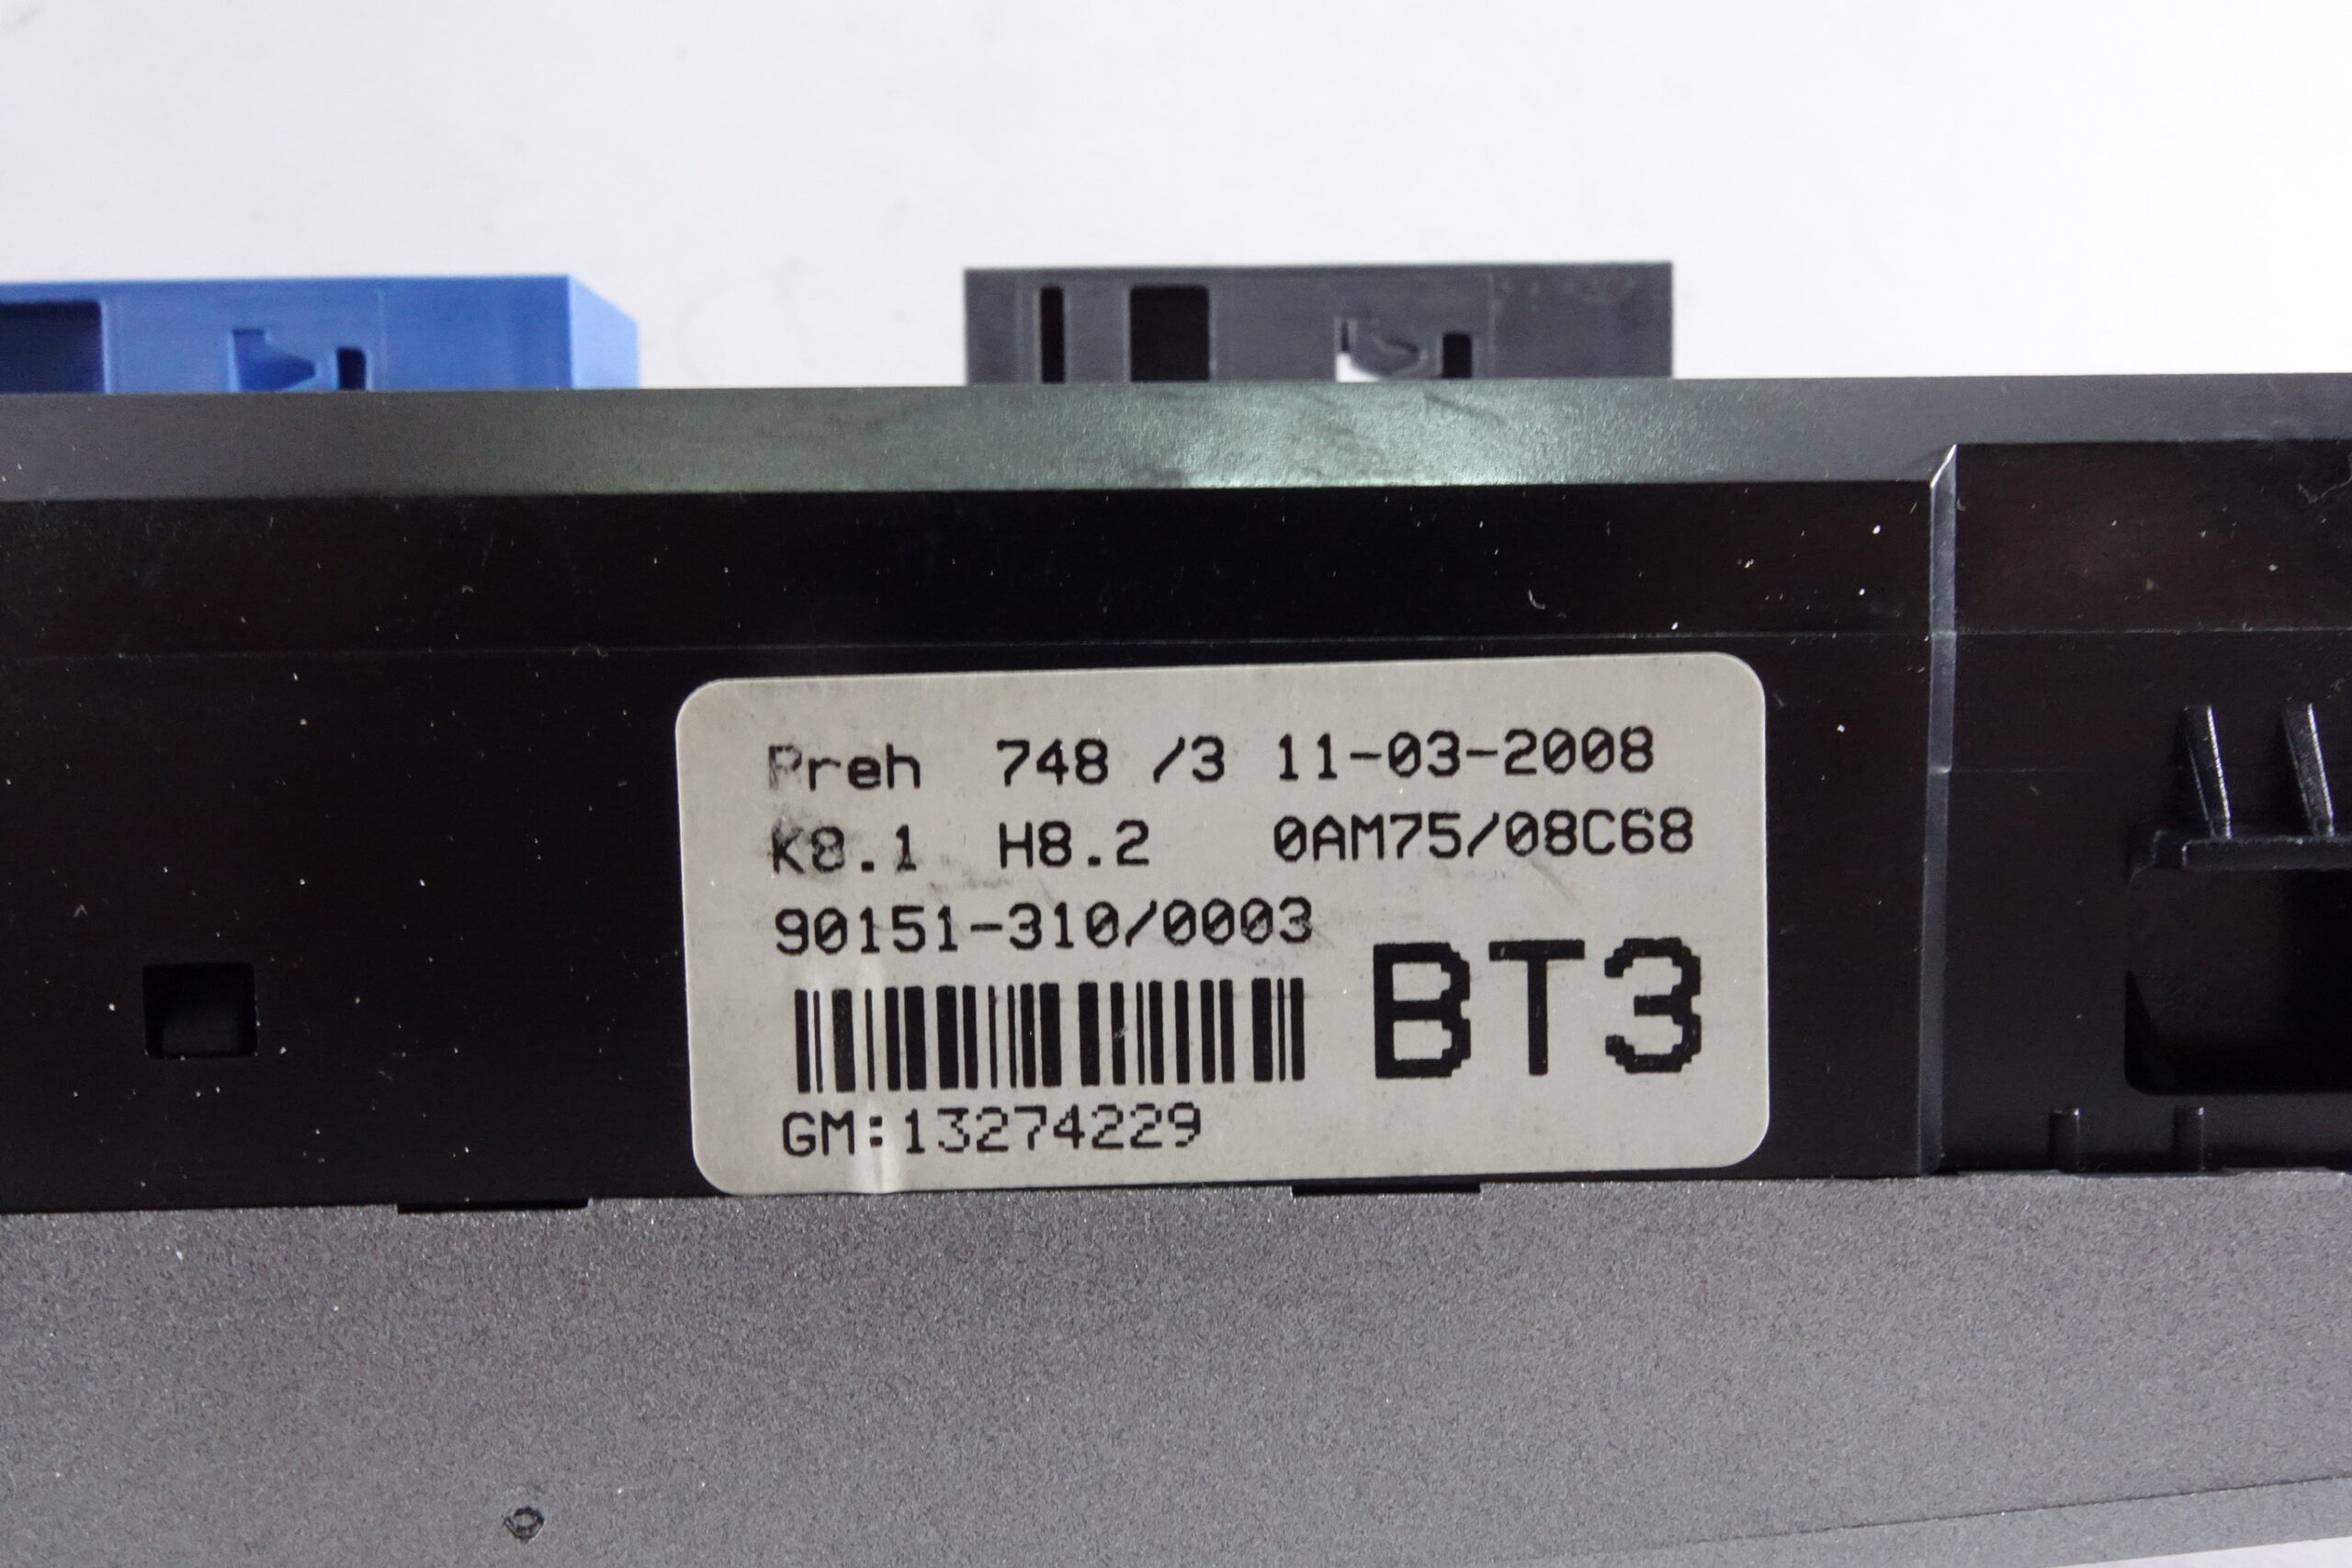 Preh 748 /3 11-03-2008
K8.1 H8.2 0AM75/08C68
90151-310/0003
BT3
GM:13274229